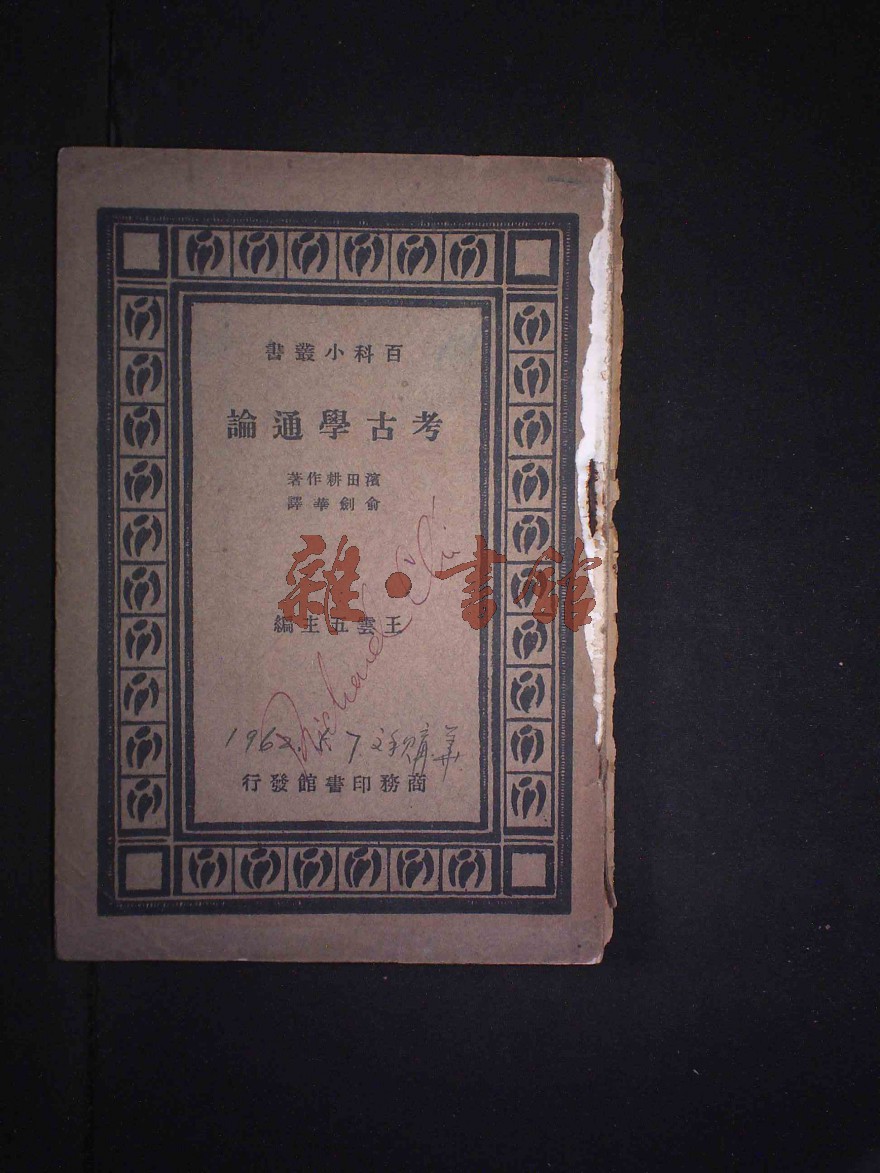 百科小叢書
考古學通論
濱田耕作著
俞劍華譯
雜·書館
王雲五主編
Richard
商務印書館發行